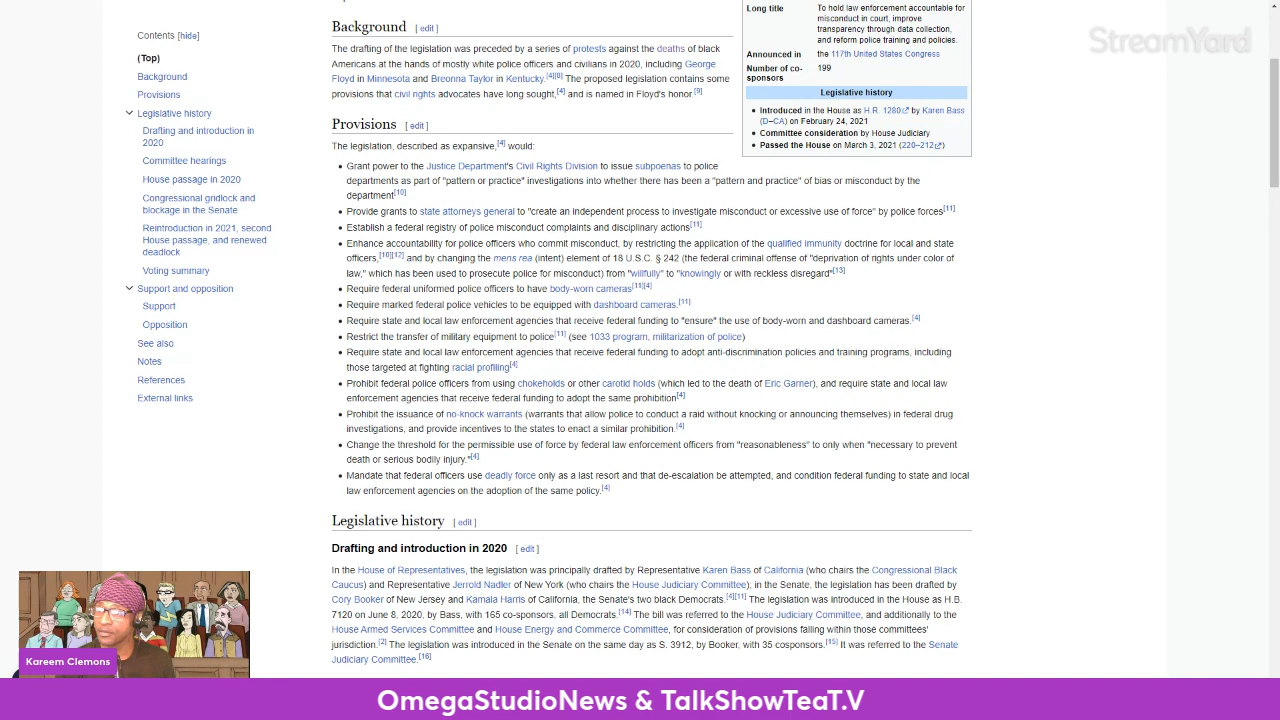 StreamYard
Contents [hide]
(Top)
Background
Provisions
Legislative history
Drafting and introduction in
2020
Committee hearings
House passage in 2020
Congressional gridlock and
blockage in the Senate
Reintroduction in 2021, second
House passage, and renewed
deadlock
Voting summary
Support and opposition
Support
Opposition
See also
Notes
References
External links
Background [ edit ]
The drafting of the legislation was preceded by a series of protests against the deaths of black
Americans at the hands of mostly white police officers and civilians in 2020, including George
Floyd in Minnesota and Breonna Taylor in Kentucky.[4][8] The proposed legislation contains some
provisions that civil rights advocates have long sought,[4] and is named in Floyd's honor.[9]
Long title To hold law enforcement accountable for
misconduct in court, improve
transparency through data collection,
and reform police training and policies.
Announced in the 117th United States Congress
Number of co- 199
sponsors
Legislative history
• Introduced in the House as H.R. 1280 by Karen Bass
(D–CA) on February 24, 2021
• Committee consideration by House Judiciary
• Passed the House on March 3, 2021 (220–212)
Provisions [ edit ]
The legislation, described as expansive,[4] would:
• Grant power to the Justice Department's Civil Rights Division to issue subpoenas to police
departments as part of "pattern or practice" investigations into whether there has been a "pattern and practice" of bias or misconduct by the
department[10]
• Provide grants to state attorneys general to "create an independent process to investigate misconduct or excessive use of force" by police forces[11]
• Establish a federal registry of police misconduct complaints and disciplinary actions[11]
• Enhance accountability for police officers who commit misconduct, by restricting the application of the qualified immunity doctrine for local and state
officers,[10][12] and by changing the mens rea (intent) element of 18 U.S.C. § 242 (the federal criminal offense of "deprivation of rights under color of
law," which has been used to prosecute police for misconduct) from "willfully" to "knowingly or with reckless disregard"[13]
• Require federal uniformed police officers to have body-worn cameras[11][4]
• Require marked federal police vehicles to be equipped with dashboard cameras.[11]
• Require state and local law enforcement agencies that receive federal funding to "ensure" the use of body-worn and dashboard cameras.[4]
• Restrict the transfer of military equipment to police[11] (see 1033 program, militarization of police)
• Require state and local law enforcement agencies that receive federal funding to adopt anti-discrimination policies and training programs, including
those targeted at fighting racial profiling[4]
• Prohibit federal police officers from using chokeholds or other carotid holds (which led to the death of Eric Garner), and require state and local law
enforcement agencies that receive federal funding to adopt the same prohibition[4]
• Prohibit the issuance of no-knock warrants (warrants that allow police to conduct a raid without knocking or announcing themselves) in federal drug
investigations, and provide incentives to the states to enact a similar prohibition.[4]
• Change the threshold for the permissible use of force by federal law enforcement officers from "reasonableness" to only when "necessary to prevent
death or serious bodily injury."[4]
• Mandate that federal officers use deadly force only as a last resort and that de-escalation be attempted, and condition federal funding to state and local
law enforcement agencies on the adoption of the same policy.[4]
Legislative history [ edit ]
Drafting and introduction in 2020 [ edit ]
In the House of Representatives, the legislation was principally drafted by Representative Karen Bass of California (who chairs the Congressional Black
Caucus) and Representative Jerrold Nadler of New York (who chairs the House Judiciary Committee); in the Senate, the legislation has been drafted by
Cory Booker of New Jersey and Kamala Harris of California, the Senate's two black Democrats.[4][11] The legislation was introduced in the House as H.B.
7120 on June 8, 2020, by Bass, with 165 co-sponsors, all Democrats.[14] The bill was referred to the House Judiciary Committee, and additionally to the
House Armed Services Committee and House Energy and Commerce Committee, for consideration of provisions falling within those committees'
jurisdiction.[2] The legislation was introduced in the Senate on the same day as S. 3912, by Booker, with 35 cosponsors.[15] It was referred to the Senate
Judiciary Committee.[16]
Kareem Clemons
OmegaStudioNews & TalkShowTeaT.V